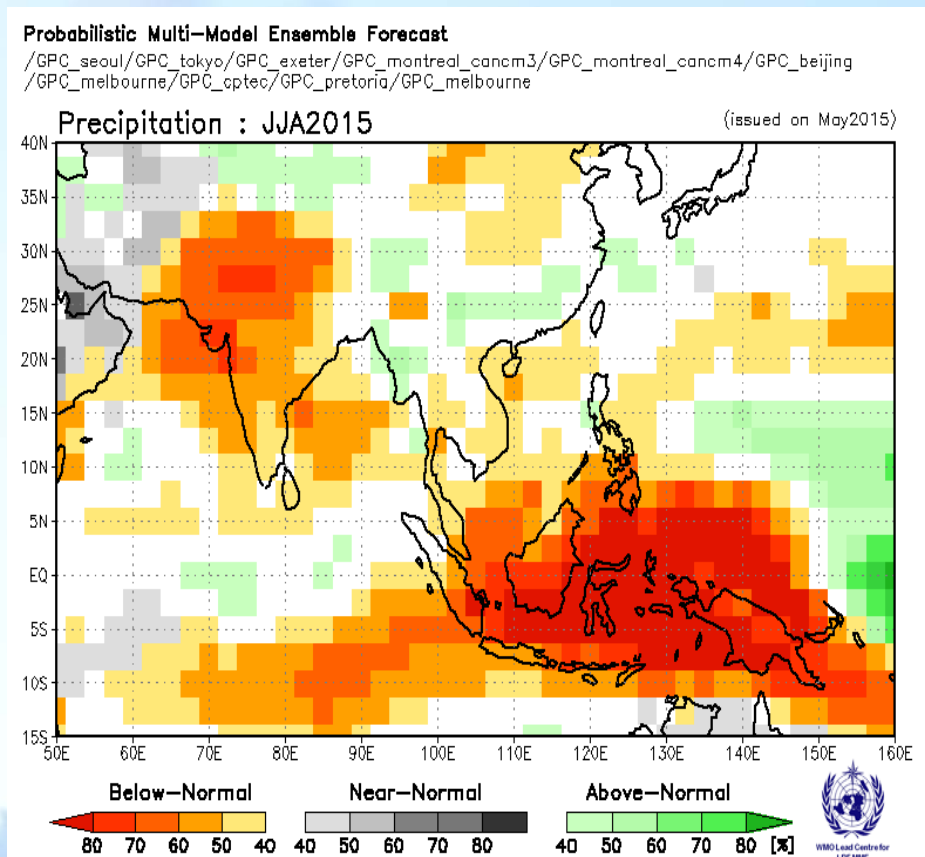 Probabilistic Multi-Model Ensemble Forecast
/GPC_seoul/GPC_tokyo/GPC_exeter/GPC_montreal_cancm3/GPC_montreal_cancm4/GPC_beijing
/GPC_melbourne/GPC_cptec/GPC_pretoria/GPC_melbourne
Precipitation : JJA2015 (issued on May2015)
40N
35N
30N
25N
20N
15N
10N
5N
EQ
5S
10S
15S
50E 60E 70E 80E 90E 100E 110E 120E 130E 140E 150E 160E
Below-Normal Near-Normal Above-Normal
80 70 60 50 40 40 50 60 70 80 40 50 60 70 80 [%]
WMO Lead Centre for